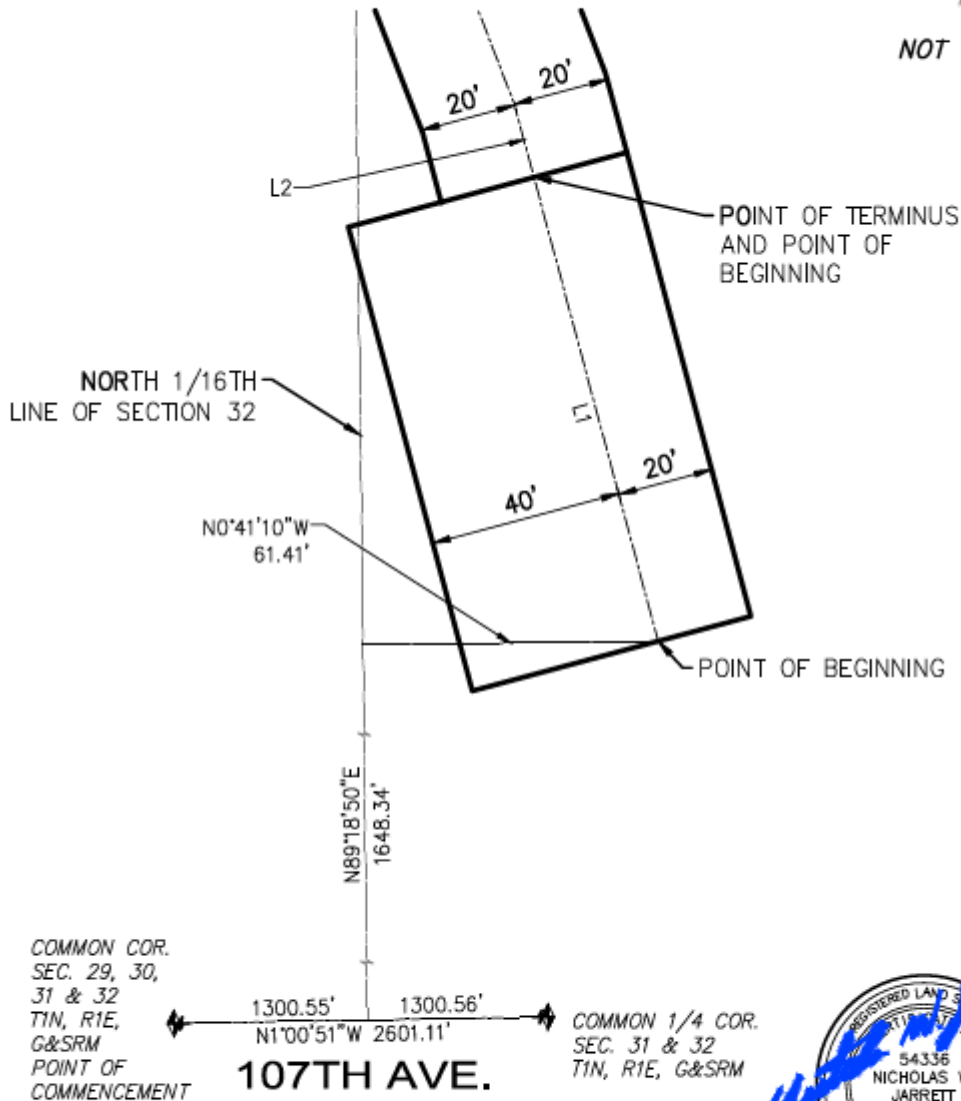 NOT
20'
20'
L2
POINT OF TERMINUS
AND POINT OF
BEGINNING
NORTH 1/16TH
LINE OF SECTION 32
L1
20'
40'
N0°41'10"W
61.41'
POINT OF BEGINNING
N89°18'50"E
1648.34'
COMMON COR.
SEC. 29, 30,
31 & 32
T1N, R1E,
G&SRM
POINT OF
COMMENCEMENT
1300.55'
1300.56'
N1°00'51"W 2601.11'
107TH AVE.
COMMON 1/4 COR.
SEC. 31 & 32
T1N, R1E, G&SRM
REGISTERED LAND
54336
NICHOLAS
JARRETT